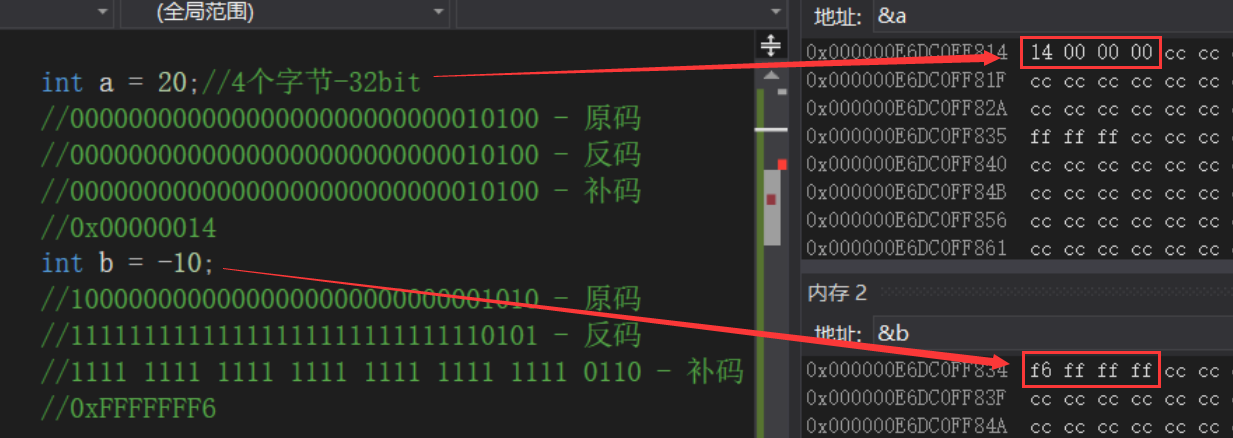 (全局范围)
int a = 20;//4个字节-32bit
//00000000000000000000000000010100 - 原码
//00000000000000000000000000010100 - 反码
//00000000000000000000000000010100 - 补码
//0x00000014
int b = -10;
//10000000000000000000000000001010 - 原码
//11111111111111111111111111110101 - 反码
//1111 1111 1111 1111 1111 1111 1111 0110 - 补码
//0xFFFFFFF6
地址: &a
0x000000E6DC0FF814 14 00 00 00 cc cc
0x000000E6DC0FF81F cc cc cc cc cc cc
0x000000E6DC0FF82A cc cc cc cc cc cc
0x000000E6DC0FF835 ff ff ff cc cc cc
0x000000E6DC0FF840 cc cc cc cc cc cc
0x000000E6DC0FF84B cc cc cc cc cc cc
0x000000E6DC0FF856 cc cc cc cc cc cc
0x000000E6DC0FF861 cc cc cc cc cc cc
内存 2
地址: &b
0x000000E6DC0FF834 f6 ff ff ff cc cc
0x000000E6DC0FF83F cc cc cc cc cc cc
0x000000E6DC0FF84A cc cc cc cc cc cc